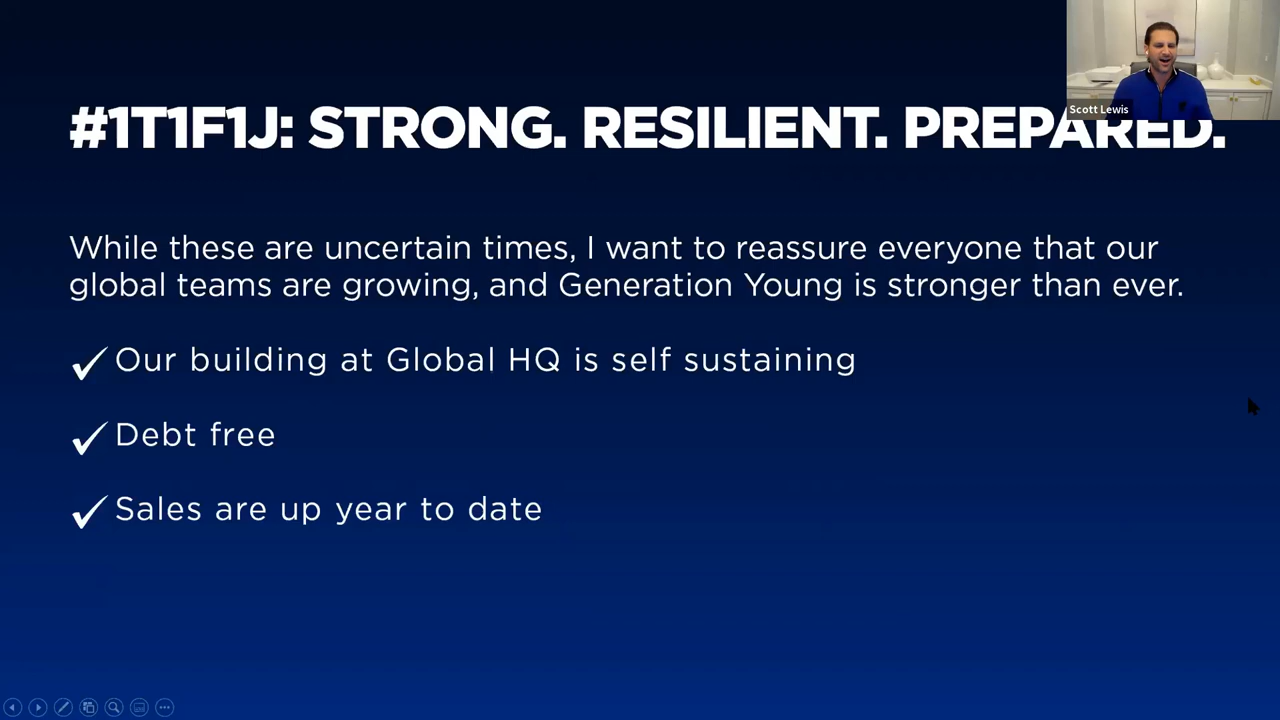 #1T1F1J: STRONG. RESILIENT. PREPARED.
Scott Lewis
While these are uncertain times, I want to reassure everyone that our
global teams are growing, and Generation Young is stronger than ever.
✓ Our building at Global HQ is self sustaining
✓ Debt free
✓ Sales are up year to date